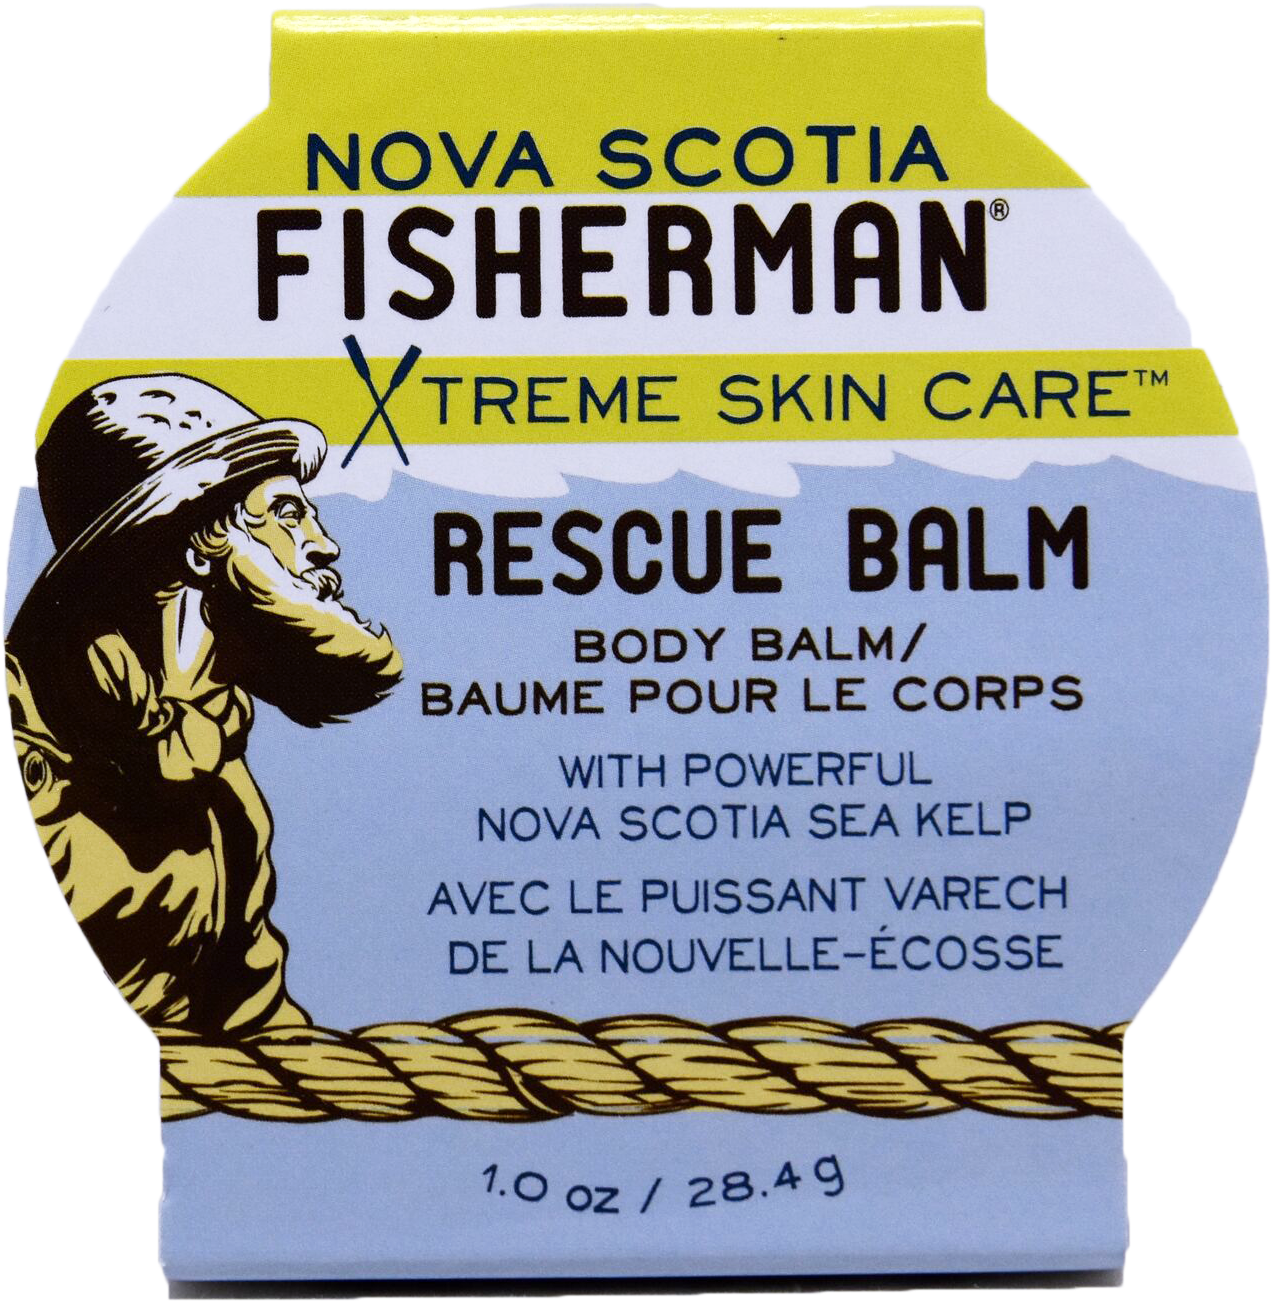 NOVA SCOTIA
FISHERMAN®
XTREME SKIN CARE™
RESCUE BALM
BODY BALM/
BAUME POUR LE CORPS
WITH POWERFUL
NOVA SCOTIA SEA KELP
AVEC LE PUISSANT VARECH
DE LA NOUVELLE-ÉCOSSE
1.0 oz / 28.4 g